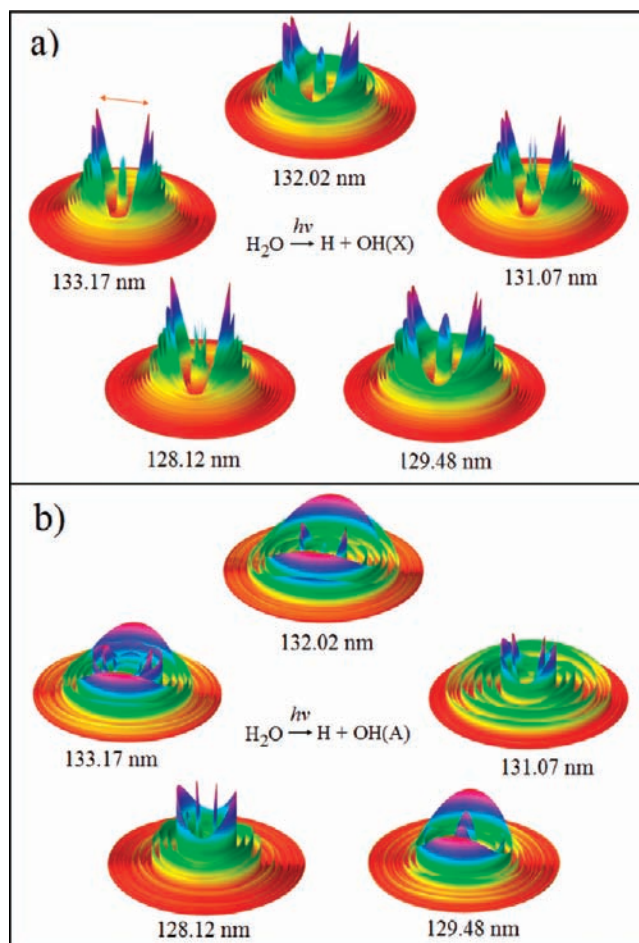 a)
132.02 nm
133.17 nm
H₂O hν→ H + OH(X)
131.07 nm
128.12 nm
129.48 nm
b)
132.02 nm
133.17 nm
H₂O hν→ H + OH(A)
131.07 nm
128.12 nm
129.48 nm